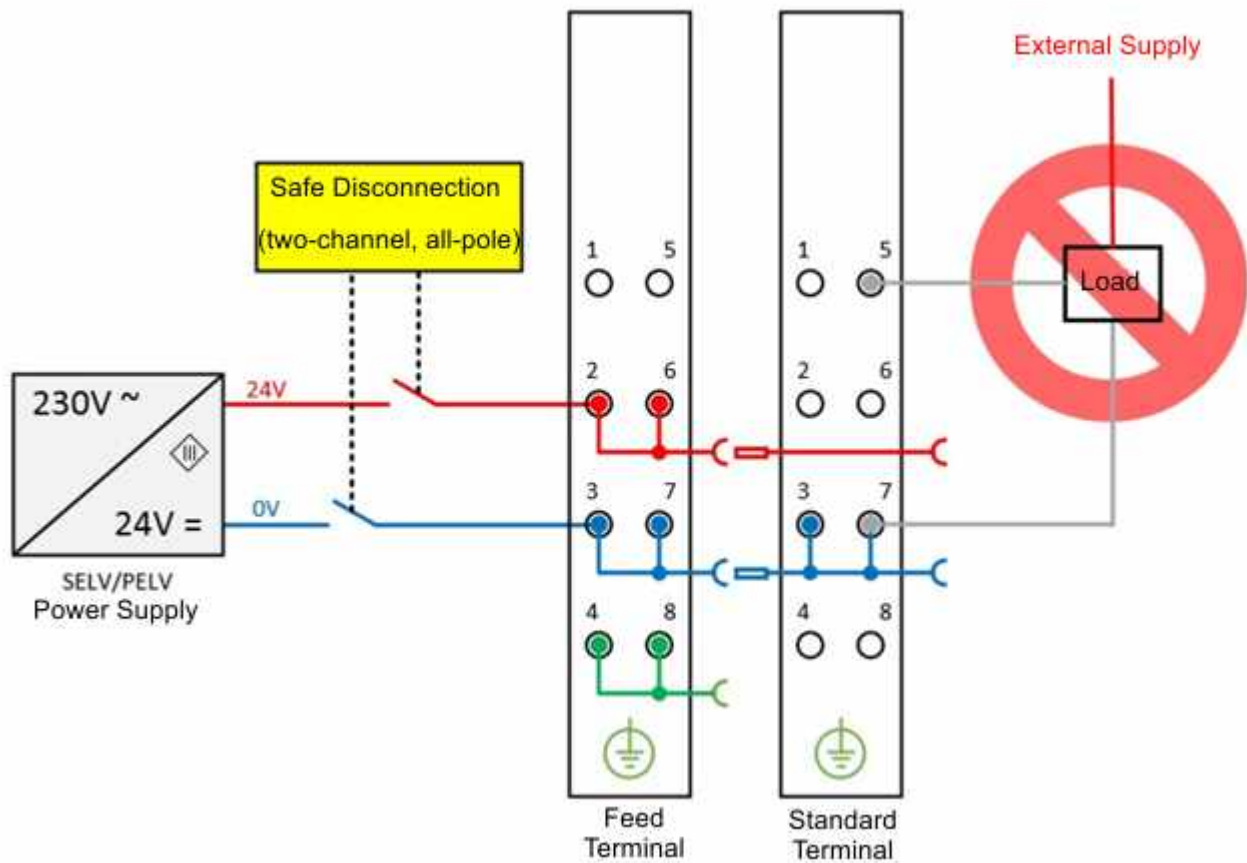 External Supply
Safe Disconnection
(two-channel, all-pole)
1 5
1 5
Load
230V ~
24V
2 6
2 6
III
24V =
0V
3 7
3 7
SELV/PELV
Power Supply
4 8
4 8
Feed
Terminal
Standard
Terminal